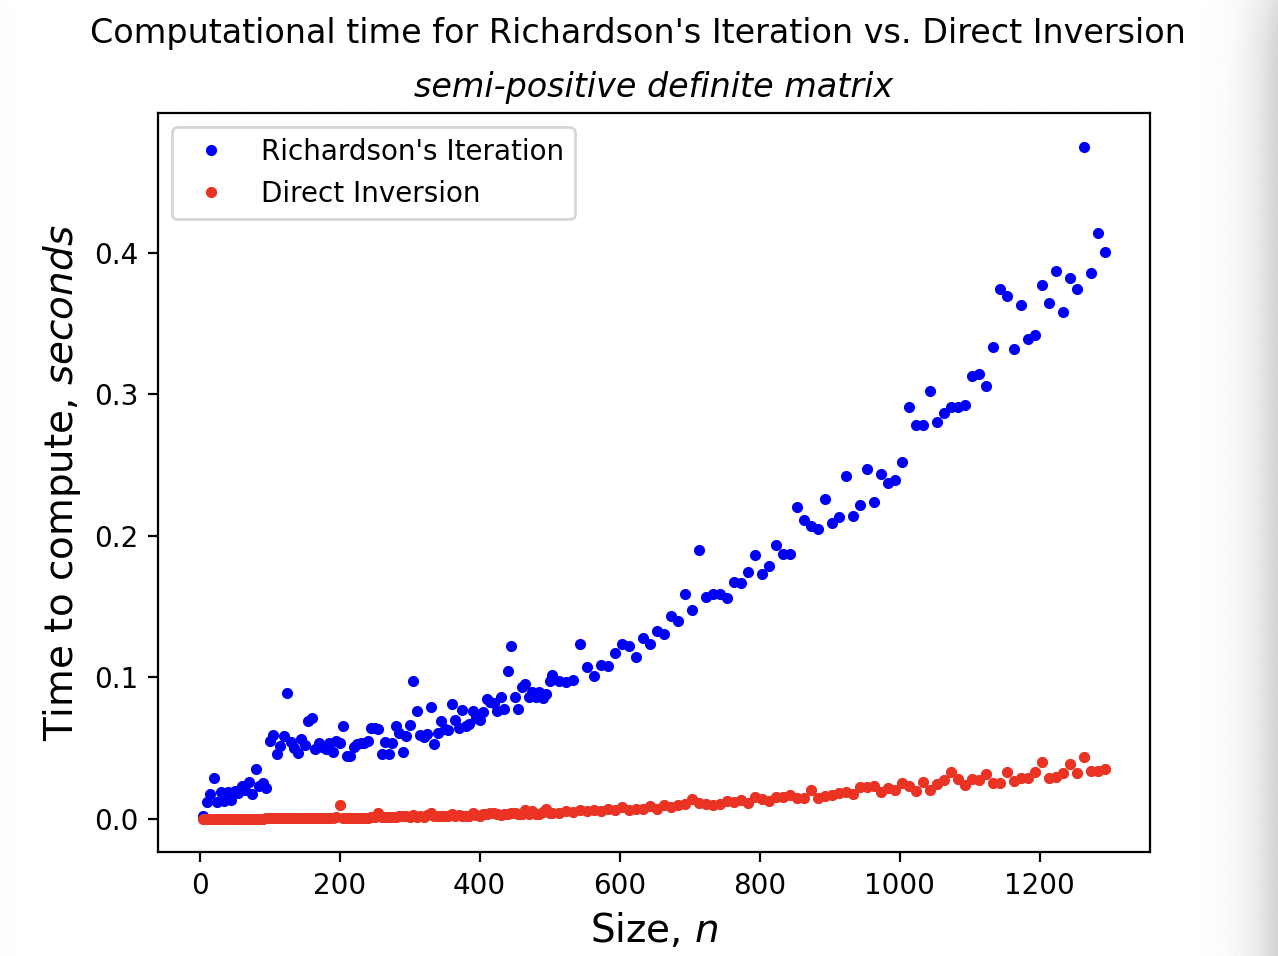 Computational time for Richardson's Iteration vs. Direct Inversion
semi-positive definite matrix
Richardson's Iteration
Direct Inversion
Time to compute, seconds
0.4
0.3
0.2
0.1
0.0
0 200 400 600 800 1000 1200
Size, n